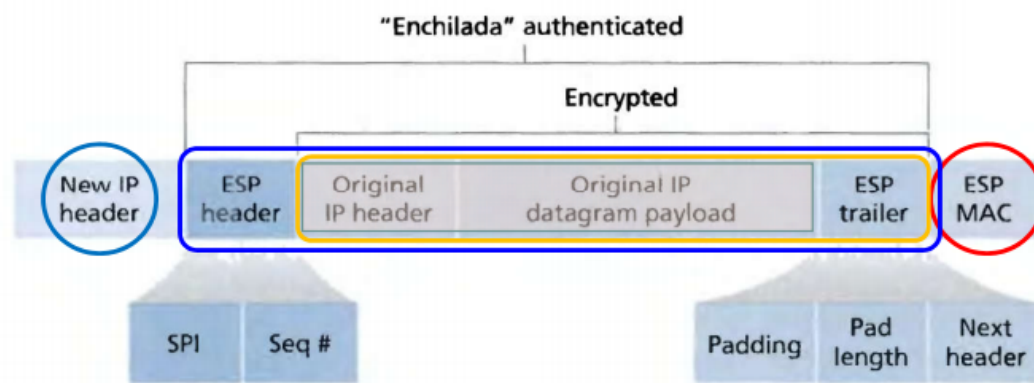 “Enchilada” authenticated
Encrypted
New IP
header
ESP
header
Original
IP header
Original IP
datagram payload
ESP
trailer
ESP
MAC
SPI
Seq #
Padding
Pad
length
Next
header